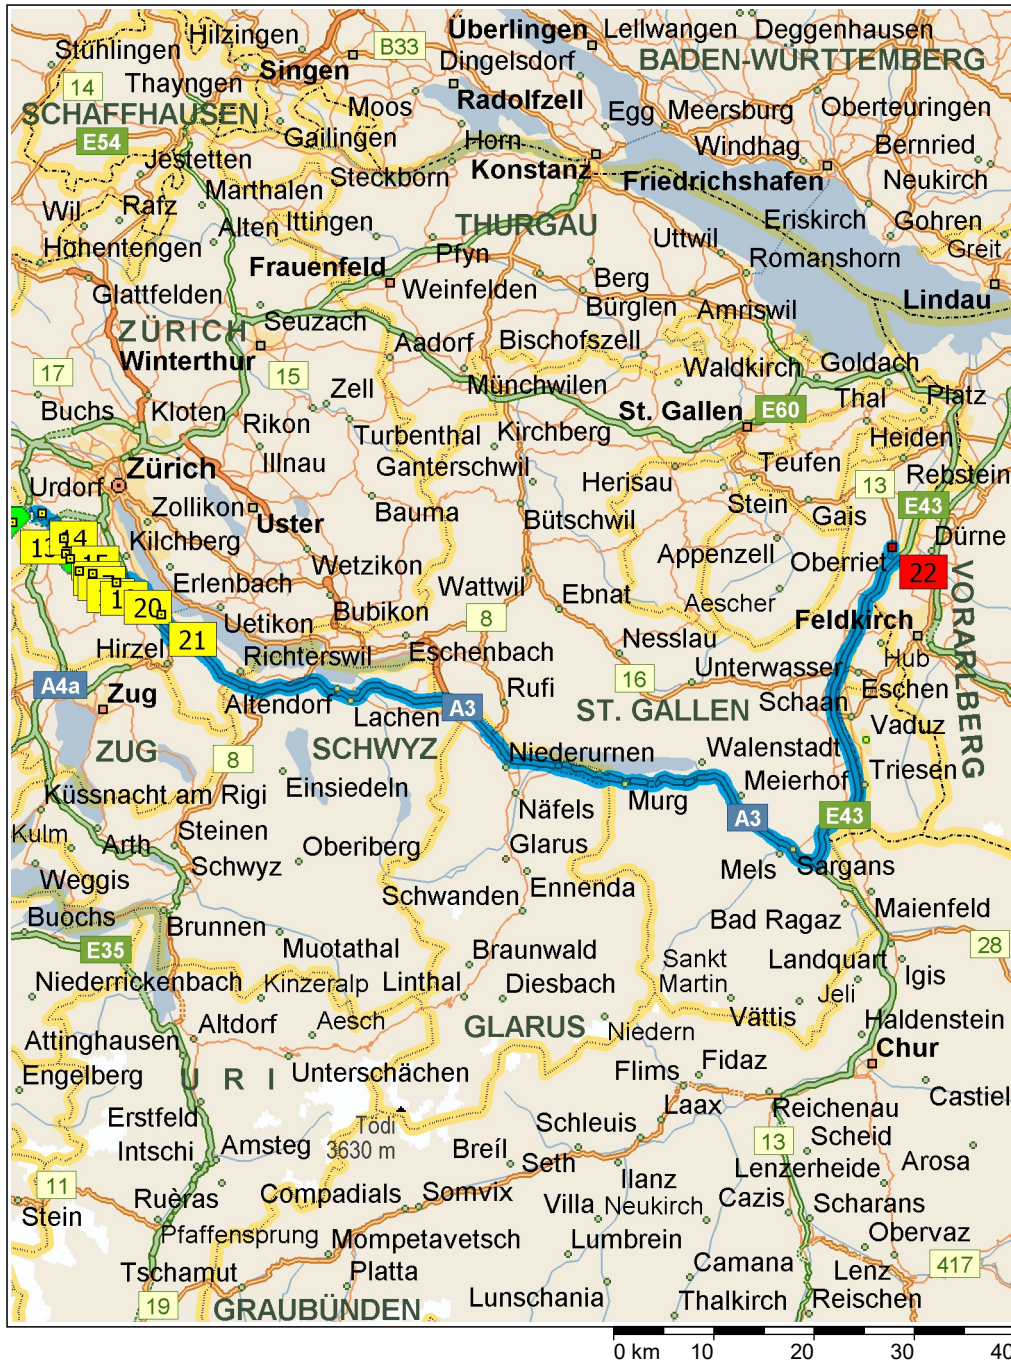 Hilzingen
Überlingen
Lellwangen
Deggenhausen
Stühlingen
B33
Singen
Dingelsdorf
BADEN-WÜRTTEMBERG
14
Thayngen
Moos
Radolfzell
Egg
Meersburg
Oberteuringen
SCHAFFHAUSEN
Gailingen
Horn
Windhag
Bernried
E54
Jestetten
Steckborn
Konstanz
Friedrichshafen
Neukirch
Marthalen
Wil
Rafz
Alten
Ittingen
THURGAU
Eriskirch
Gohren
Hohentengen
Pfyn
Uttwil
Romanshorn
Greit
Frauenfeld
Weinfelden
Berg
Glattfelden
Bürglen
Amriswil
Lindau
ZÜRICH
Seuzach
Aadorf
Bischofszell
Winterthur
Waldkirch
Goldach
17
15
Zell
Münchwilen
Thal
Platz
Buchs
Kloten
Rikon
St. Gallen
E60
Turbenthal
Kirchberg
Heiden
Zürich
Illnau
Ganterschwil
Teufen
Rebstein
Urdorf
Herisau
13
Zollikon
Uster
Bauma
Bütschwil
Stein
Gais
E43
13
14
Kilchberg
Appenzell
Oberriet
Dürne
15
Wetzikon
Wattwil
22
Erlenbach
Aescher
VORARLBERG
20
Bubikon
8
Ebnat
Feldkirch
21
Uetikon
Hirzel
Richterswil
Eschenbach
Nesslau
Hub
A4a
Zug
Rufi
16
Unterwasser
Eschen
Altendorf
Lachen
A3
ST. GALLEN
Schaan
Vaduz
ZUG
8
SCHWYZ
Niederurnen
Walenstadt
Triesen
Einsiedeln
Meierhof
Küssnacht am Rigi
Näfels
Murg
A3
E43
Kulm
Steinen
Arth
Oberiberg
Glarus
Schwyz
Mels
Sargans
Weggis
Schwanden
Ennenda
Buochs
Brunnen
Bad Ragaz
Maienfeld
E35
Muotathal
Braunwald
28
Sankt
Martin
Landquart
Igis
Niederrickenbach
Kinzeralp
Linthal
Diesbach
Jeli
Altdorf
Aesch
GLARUS
Niedern
Vättis
Haldenstein
Attinghausen
Chur
Engelberg
URI
Unterschächen
Flims
Fidaz
Castiel
Erstfeld
Tödi
3630 m
Schleuis
Laax
Reichenau
Intschi
Amsteg
Breíl
13
Scheid
Seth
Lenzerheide
Arosa
11
Ruèras
Compadials
Somvix
Ilanz
Villa
Neukirch
Cazis
Scharans
Stein
Pfaffensprung
Mompetavetsch
Lumbrein
Obervaz
Tschamut
Platta
Camana
Lenz
417
19
GRAUBÜNDEN
Lunschania
Thalkirch
Reischen
0 km
10
20
30
40